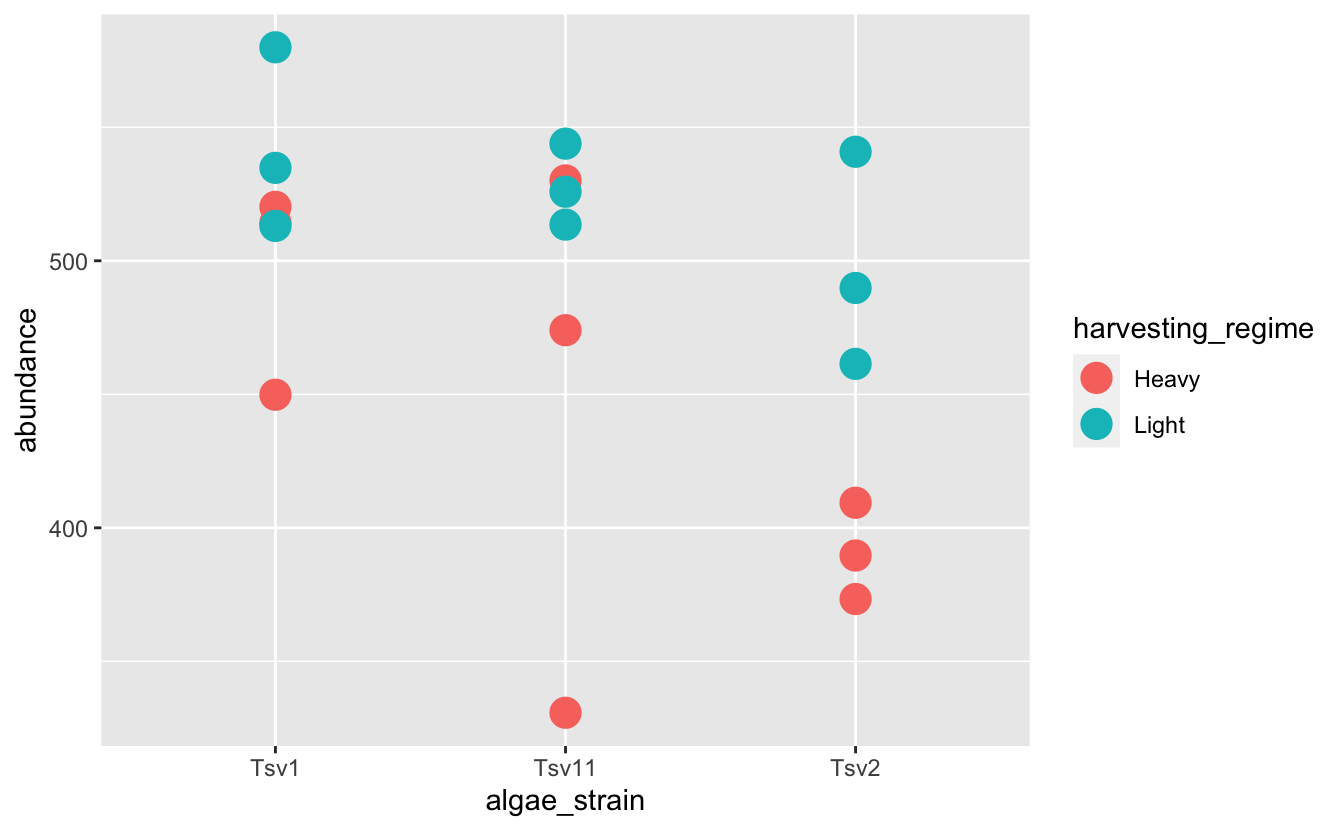 abundance
500
400
Tsv1
Tsv11
Tsv2
algae_strain
harvesting_regime
Heavy
Light